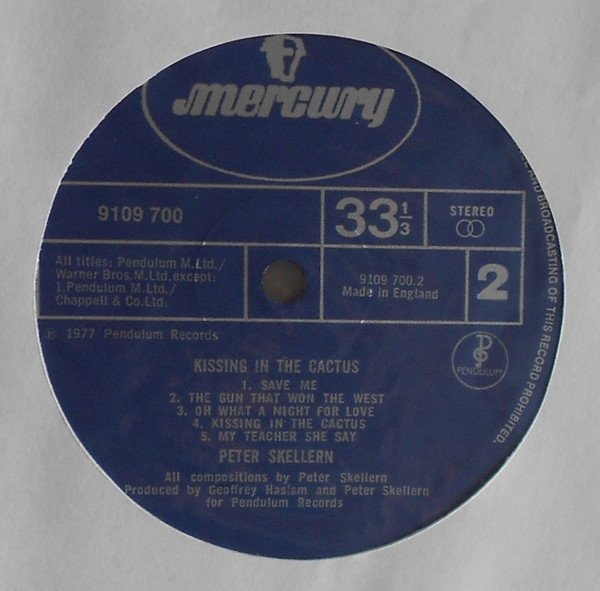 mercury
9109 700
33 1/3
STEREO
All titles: Pendulum M.Ltd./
Warner Bros.M.Ltd.except:
1.Pendulum M.Ltd./
Chappell & Co.Ltd.
9109 700.2
Made in England
2
℗ 1977 Pendulum Records
PENDULUM
KISSING IN THE CACTUS
1. SAVE ME
2. THE GUN THAT WON THE WEST
3. OH WHAT A NIGHT FOR LOVE
4. KISSING IN THE CACTUS
5. MY TEACHER SHE SAY
PETER SKELLERN
All compositions by Peter Skellern
Produced by Geoffrey Haslam and Peter Skellern
for Pendulum Records
AND BROADCASTING OF THIS RECORD PROHIBITED.